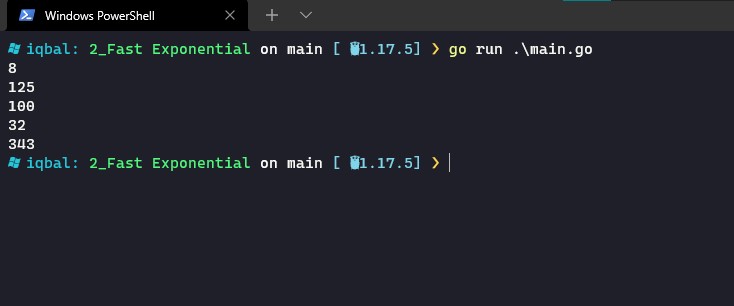 Windows PowerShell
iqbal: 2_Fast Exponential on main [ 1.17.5] ❯ go run .\main.go
8
125
100
32
343
iqbal: 2_Fast Exponential on main [ 1.17.5] ❯